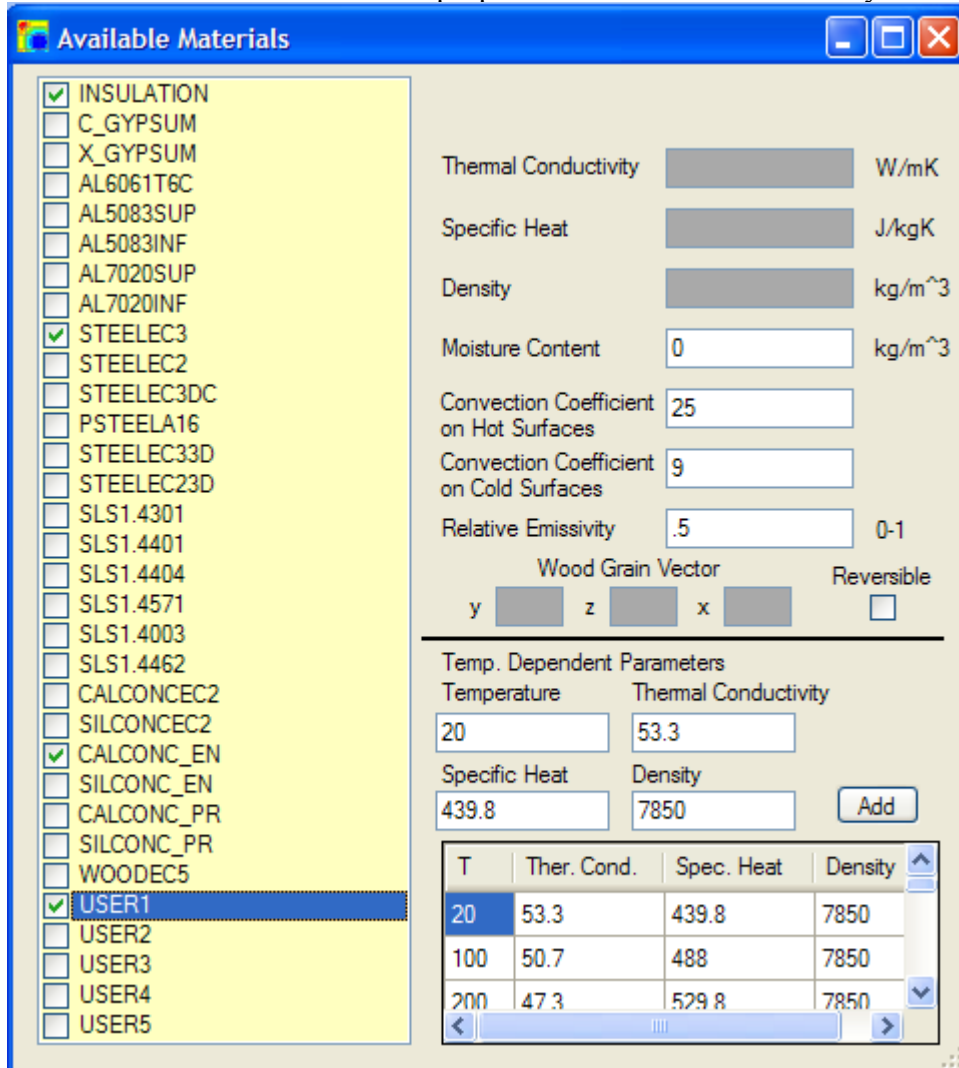 Available Materials
INSULATION
C_GYPSUM
X_GYPSUM
AL6061T6C
AL5083SUP
AL5083INF
AL7020SUP
AL7020INF
STEELEC3
STEELEC2
STEELEC3DC
PSTEELA16
STEELEC33D
STEELEC23D
SLS1.4301
SLS1.4401
SLS1.4404
SLS1.4571
SLS1.4003
SLS1.4462
CALCONCEC2
SILCONCEC2
CALCONC_EN
SILCONC_EN
CALCONC_PR
SILCONC_PR
WOODEC5
USER1
USER2
USER3
USER4
USER5
Thermal Conductivity W/mK
Specific Heat J/kgK
Density kg/m^3
Moisture Content 0 kg/m^3
Convection Coefficient
on Hot Surfaces 25
Convection Coefficient
on Cold Surfaces 9
Relative Emissivity .5 0-1
Wood Grain Vector Reversible
y z x
Temp. Dependent Parameters
Temperature Thermal Conductivity
20 53.3
Specific Heat Density
439.8 7850 Add
T Ther. Cond. Spec. Heat Density
20 53.3 439.8 7850
100 50.7 488 7850
200 47.3 529.8 7850